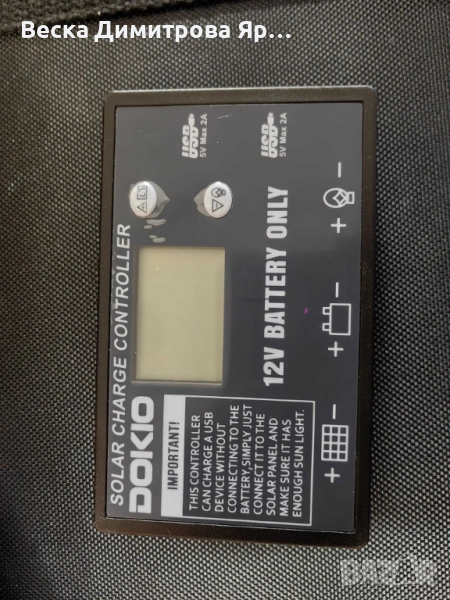 Веска Димитрова Яр...
SOLAR CHARGE CONTROLLER
DOKIO
USB
5V Max 2A
USB
5V Max 2A
12V BATTERY ONLY
IMPORTANT!
THIS CONTROLLER
CAN CHARGE A USB
DEVICE WITHOUT
CONNECTING TO THE
BATTERY,SIMPLY JUST
CONNECT IT TO THE
SOLAR PANEL AND
MAKE SURE IT HAS
ENOUGH SUN LIGHT.
+ −
+ −
+ −
BAZAR